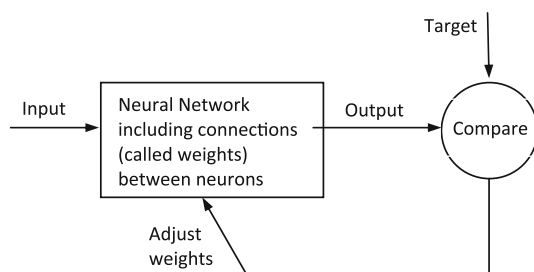 Target
Input
Neural Network
including connections
(called weights)
between neurons
Output
Compare
Adjust
weights